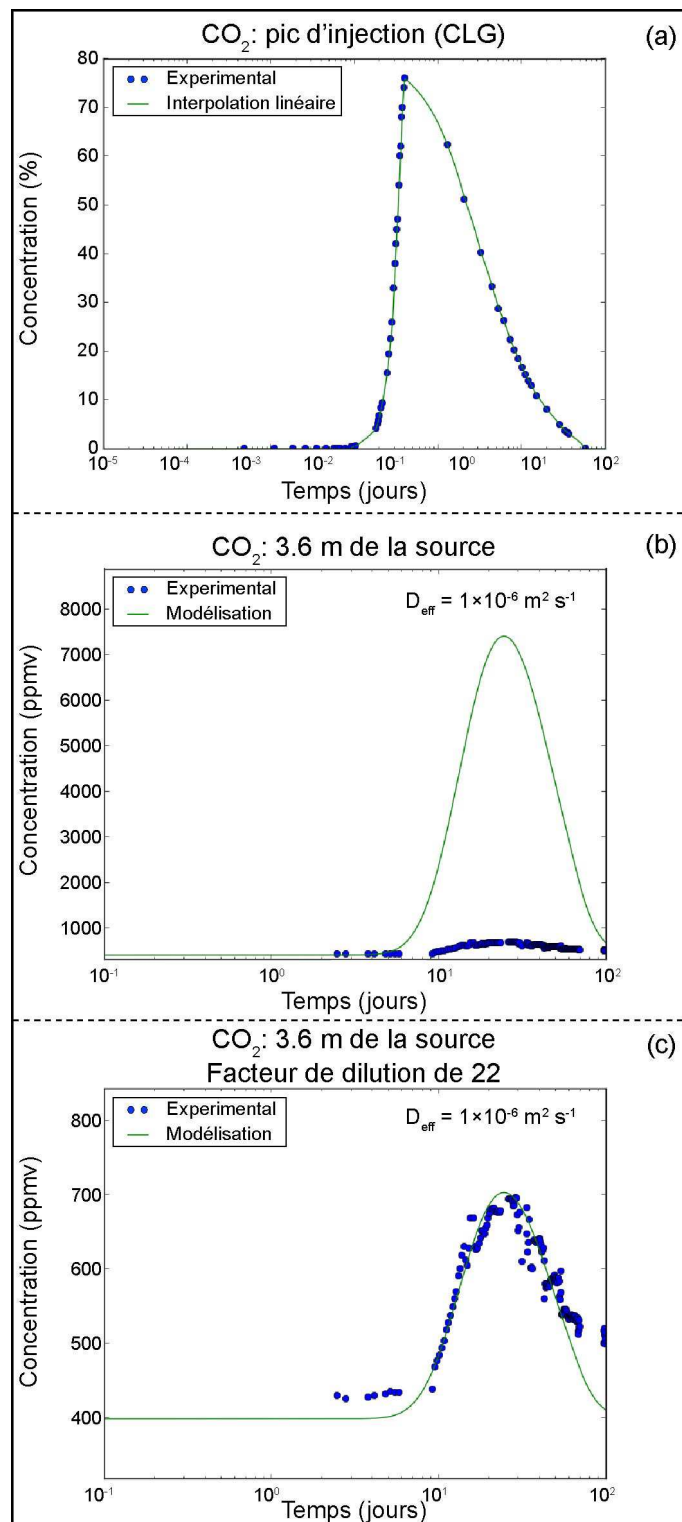 CO₂: pic d'injection (CLG)
(a)
Experimental
Interpolation linéaire
Concentration (%)
80
70
60
50
40
30
20
10
0
10⁻⁵ 10⁻⁴ 10⁻³ 10⁻² 10⁻¹ 10⁰ 10¹ 10²
Temps (jours)
CO₂: 3.6 m de la source
(b)
Experimental
Modélisation
D_eff = 1×10⁻⁶ m² s⁻¹
Concentration (ppmv)
8000
7000
6000
5000
4000
3000
2000
1000
10⁻¹ 10⁰ 10¹ 10²
Temps (jours)
CO₂: 3.6 m de la source
(c)
Facteur de dilution de 22
Experimental
Modélisation
D_eff = 1×10⁻⁶ m² s⁻¹
Concentration (ppmv)
800
700
600
500
400
10⁻¹ 10⁰ 10¹ 10²
Temps (jours)